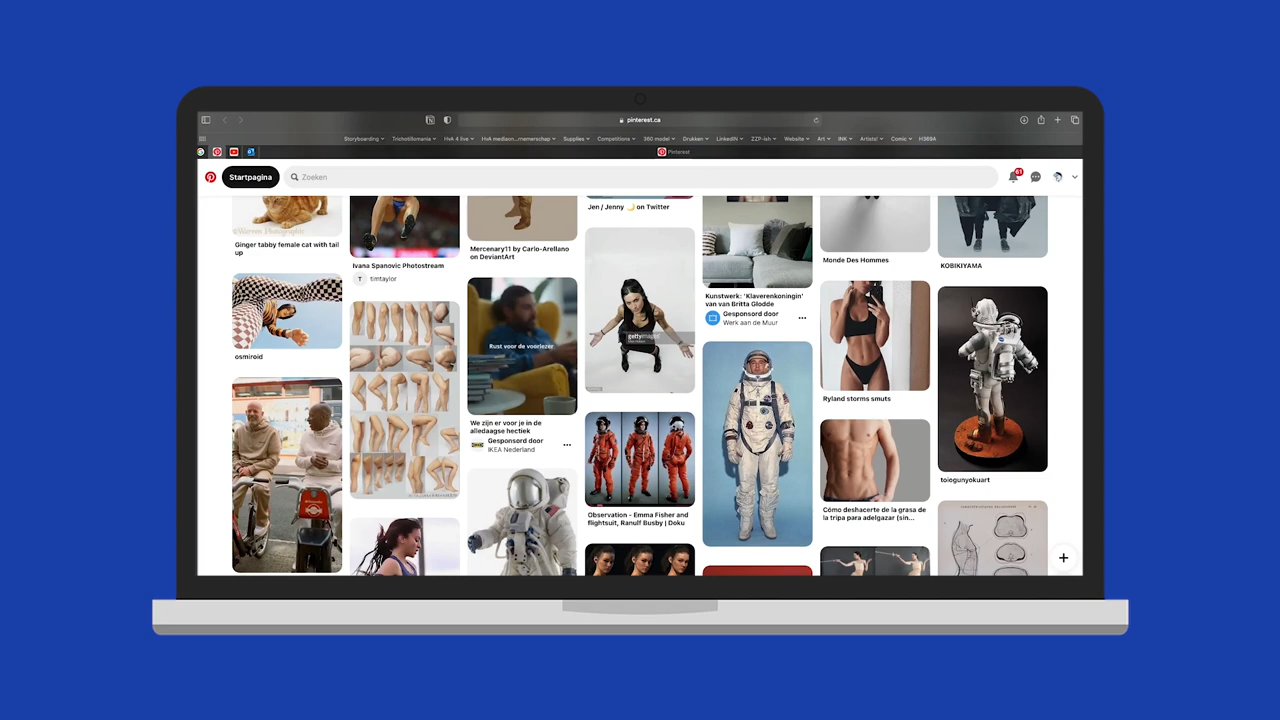 pinterest.ca
Storyboarding
HvA 4 live
Supplies
Competitions
360 model
Drukken
LinkedIN
ZZP-ish
Website
Art
INK
Artists!
Comic
H369A
Pinterest
Startpagina
Zoeken
61
Ginger tabby female cat with tail
up
osmiroid
Ivana Spanovic Photostream
T
timtaylor
Mercenary11 by Carlo-Arellano
on DeviantArt
Rust voor de voorlezer
We zijn er voor je in de
alledaagse hectiek
Gesponsord door
IKEA Nederland
Jen / Jenny 🌙 on Twitter
gettyimages
Observation - Emma Fisher and
flightsuit, Ranulf Busby | Doku
Kunstwerk: 'Klaverenkoningin'
van van Britta Glodde
Gesponsord door
Werk aan de Muur
Monde Des Hommes
Ryland storms smuts
Cómo deshacerte de la grasa de
la tripa para adelgazar (sin...
KOBIKIYAMA
toiogunyokuart